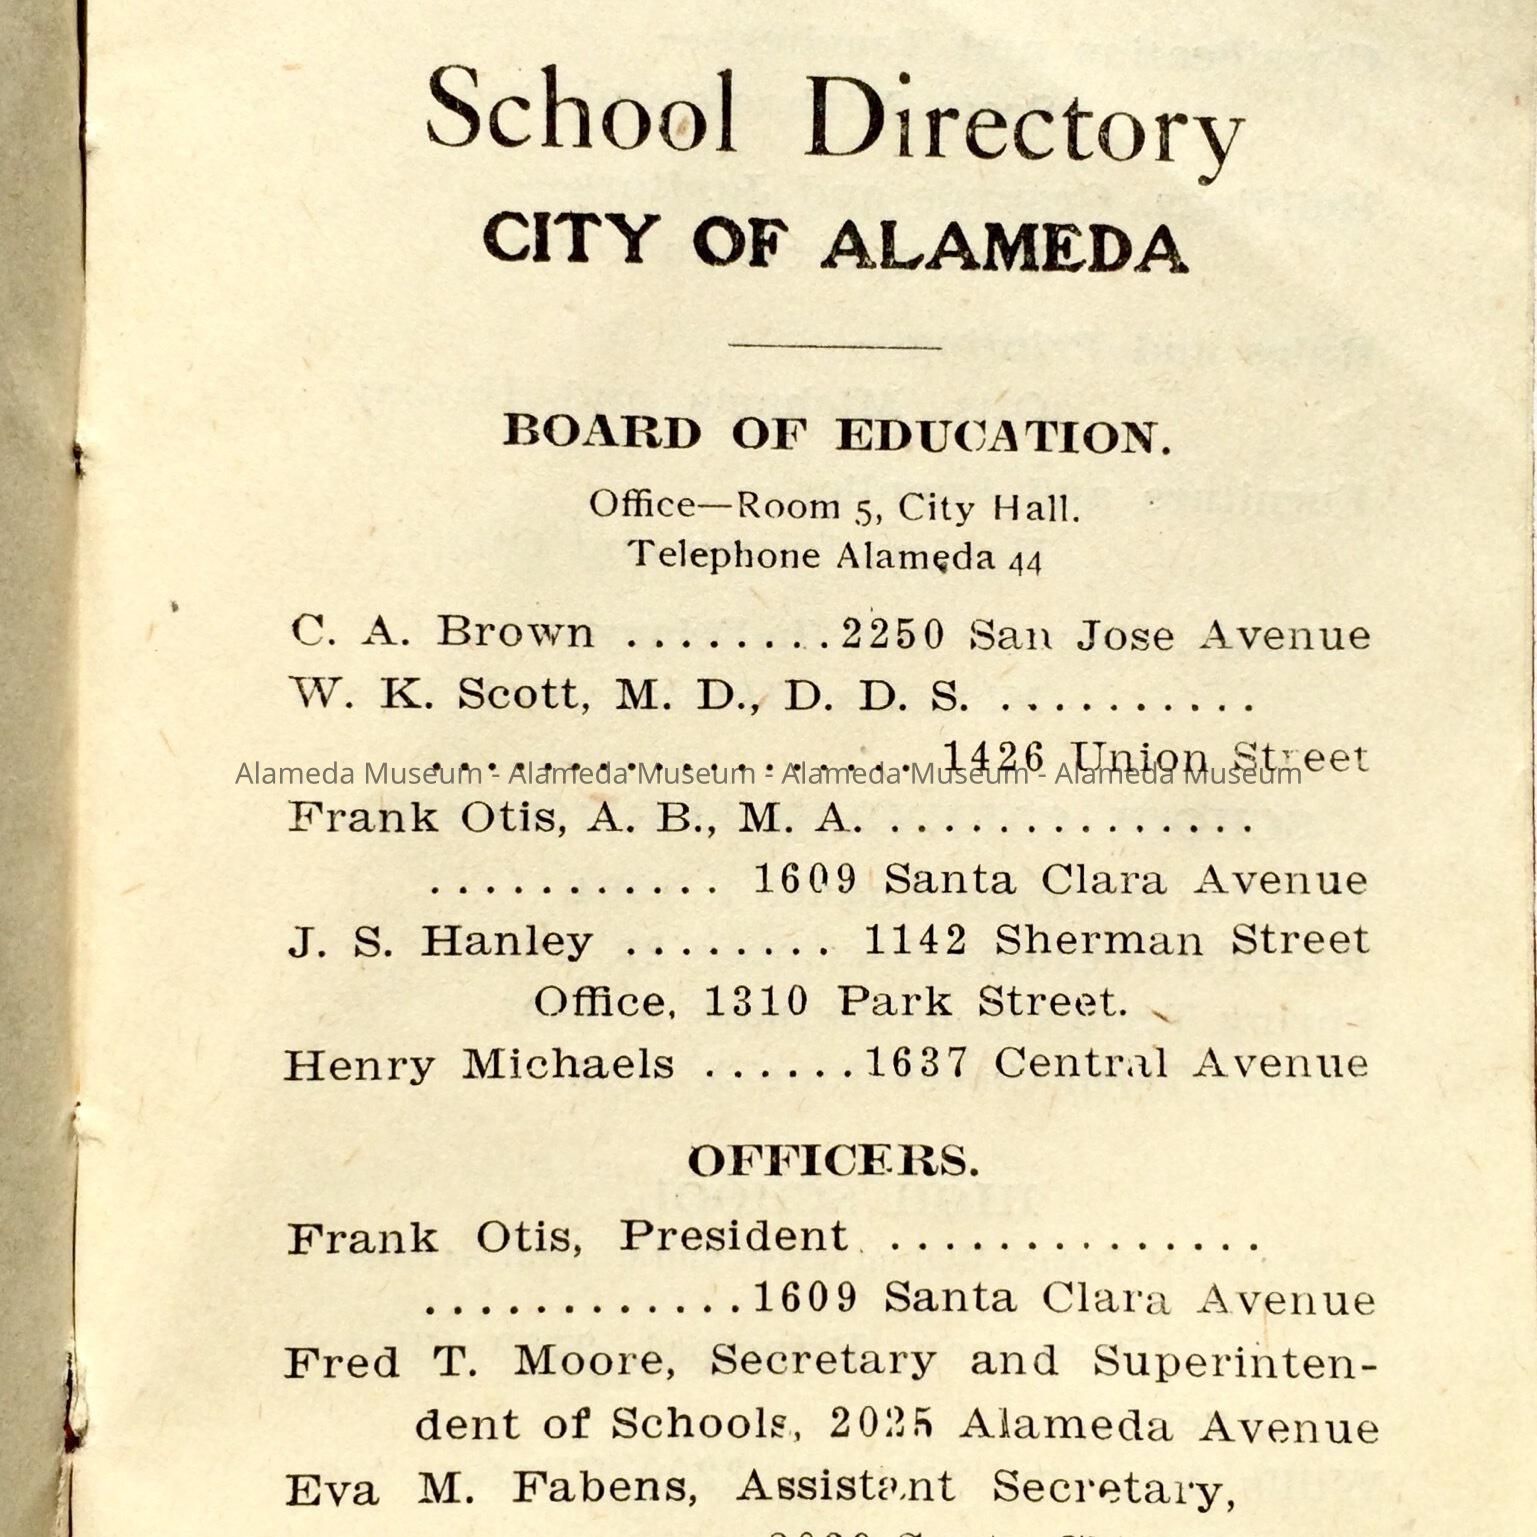 School Directory
CITY OF ALAMEDA
BOARD OF EDUCATION.
Office—Room 5, City Hall.
Telephone Alameda 44
C. A. Brown ........2250 San Jose Avenue
W. K. Scott, M. D., D. D. S. ..........
.................. 1426 Union Street
Alameda Museum - Alameda Museum - Alameda Museum - Alameda Museum
Frank Otis, A. B., M. A. ..............
........... 1609 Santa Clara Avenue
J. S. Hanley ........ 1142 Sherman Street
Office, 1310 Park Street.
Henry Michaels ......1637 Central Avenue
OFFICERS.
Frank Otis, President ..............
............1609 Santa Clara Avenue
Fred T. Moore, Secretary and Superinten-
dent of Schools, 2025 Alameda Avenue
Eva M. Fabens, Assistant Secretary,